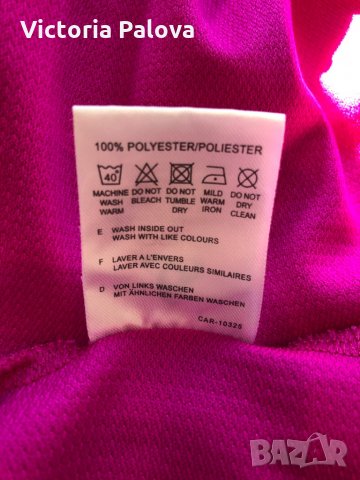 Victoria Palova
100% POLYESTER/POLIESTER
40°
MACHINE WASH WARM
DO NOT BLEACH
DO NOT TUMBLE DRY
MILD WARM IRON
DO NOT DRY CLEAN
E WASH INSIDE OUT
WASH WITH LIKE COLOURS
F LAVER A L'ENVERS
LAVER AVEC COULEURS SIMILAIRES
D VON LINKS WASCHEN
MIT ÄHNLICHEN FARBEN WASCHEN
CAR-10325
BAZAR